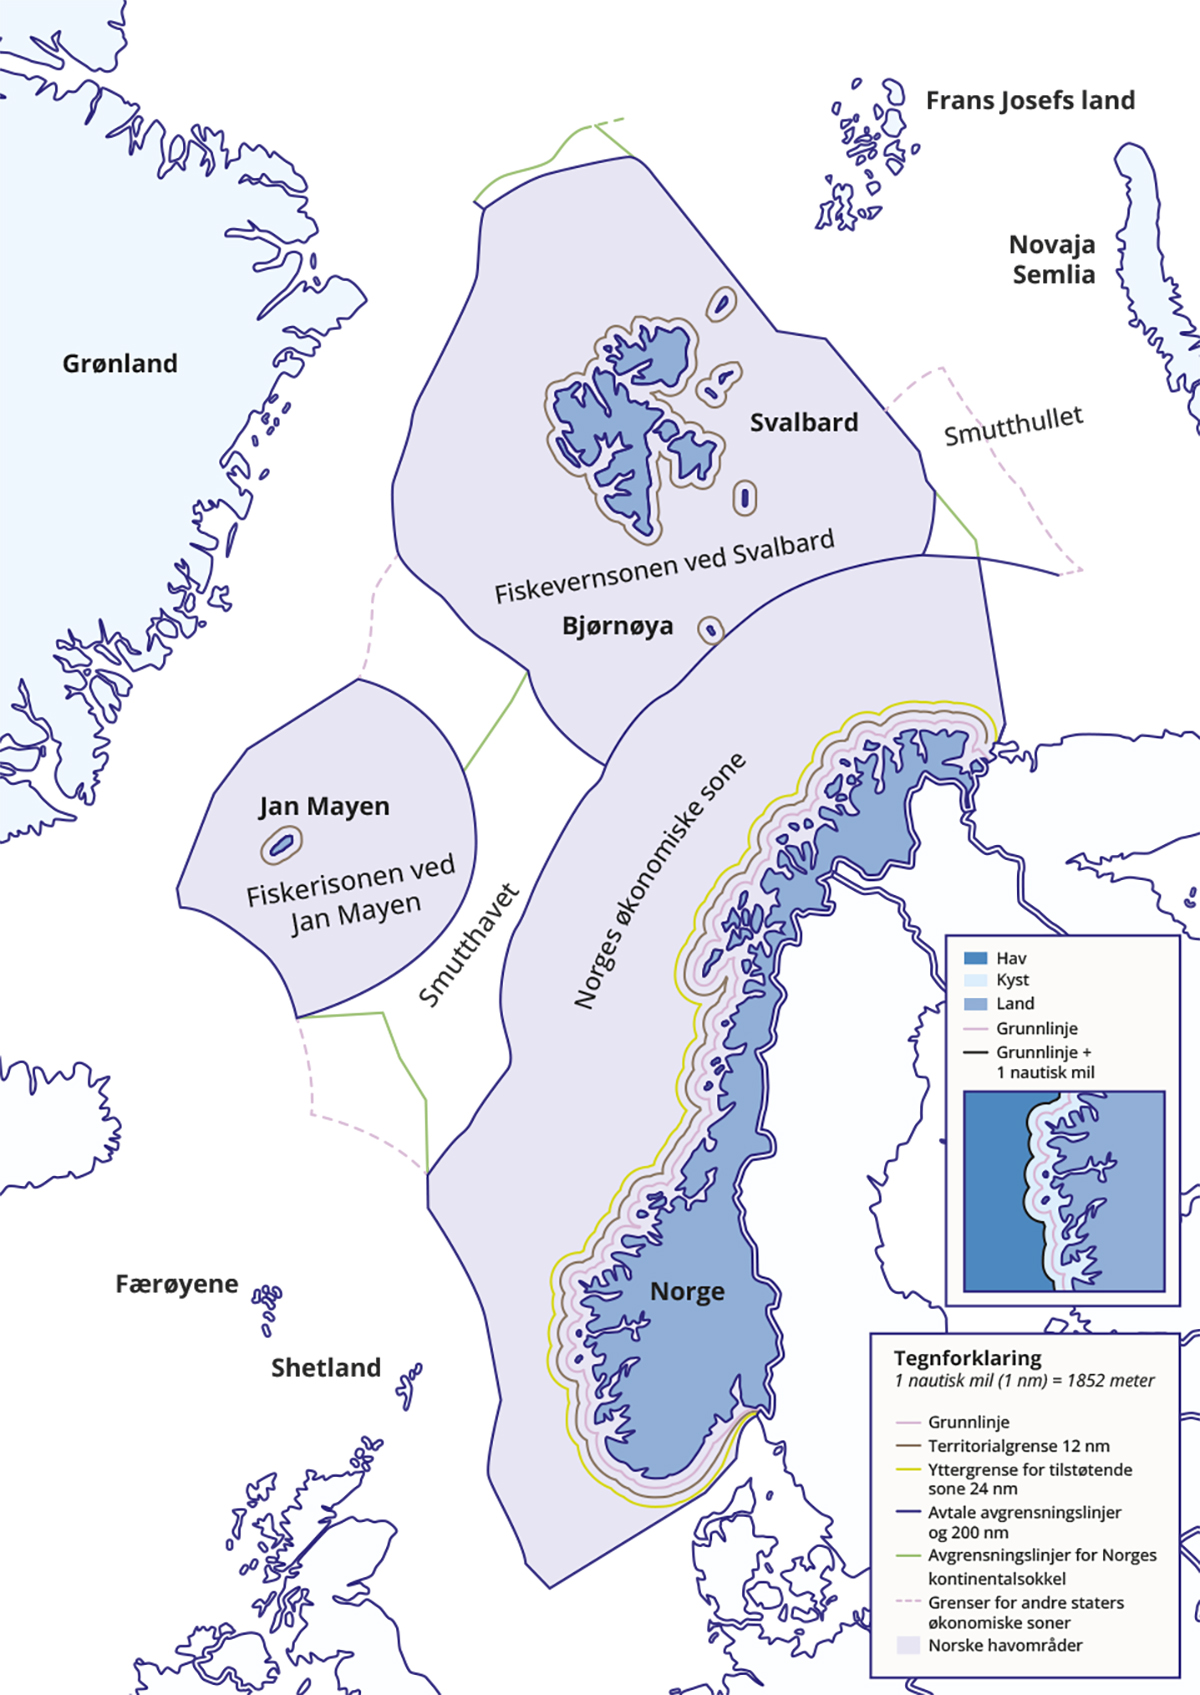 Frans Josefs land
Novaja
Semlia
Grønland
Smutthullet
Svalbard
Fiskevernsonen ved Svalbard
Bjørnøya
Jan Mayen
Fiskerisonen ved
Jan Mayen
Smutthavet
Norges økonomiske sone
Hav
Kyst
Land
Grunnlinje
Grunnlinje +
1 nautisk mil
Færøyene
Norge
Shetland
Tegnforklaring
1 nautisk mil (1 nm) = 1852 meter
Grunnlinje
Territorialgrense 12 nm
Yttergrense for tilstøtende
sone 24 nm
Avtale avgrensningslinjer
og 200 nm
Avgrensningslinjer for Norges
kontinentalsokkel
Grenser for andre staters
økonomiske soner
Norske havområder